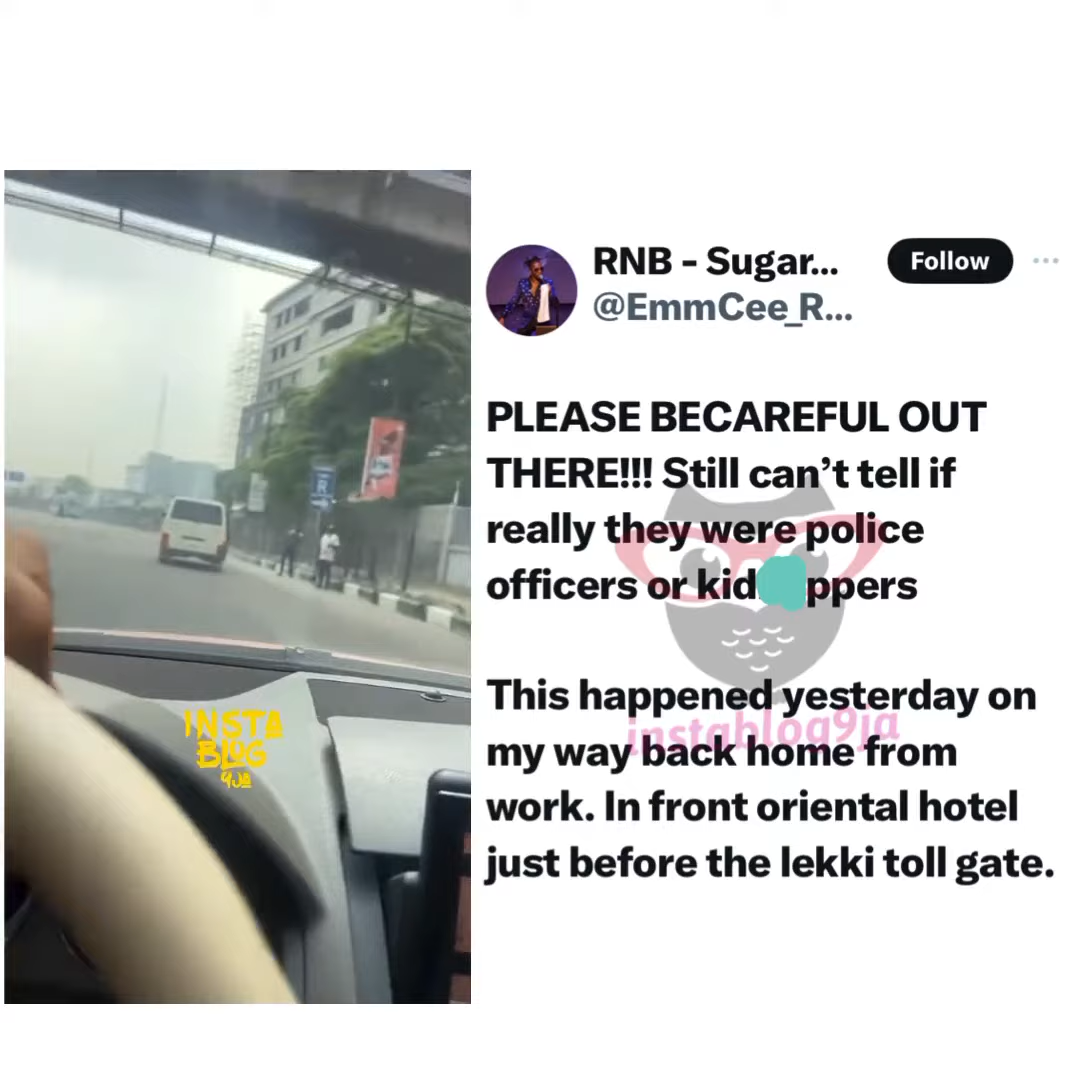 RNB - Sugar...
Follow
@EmmCee_R...
PLEASE BECAREFUL OUT
THERE!!! Still can’t tell if
really they were police
officers or kid ppers
This happened yesterday on
my way back home from
work. In front oriental hotel
just before the lekki toll gate.
instablog9ja
INSTA
BLOG
9JA
R